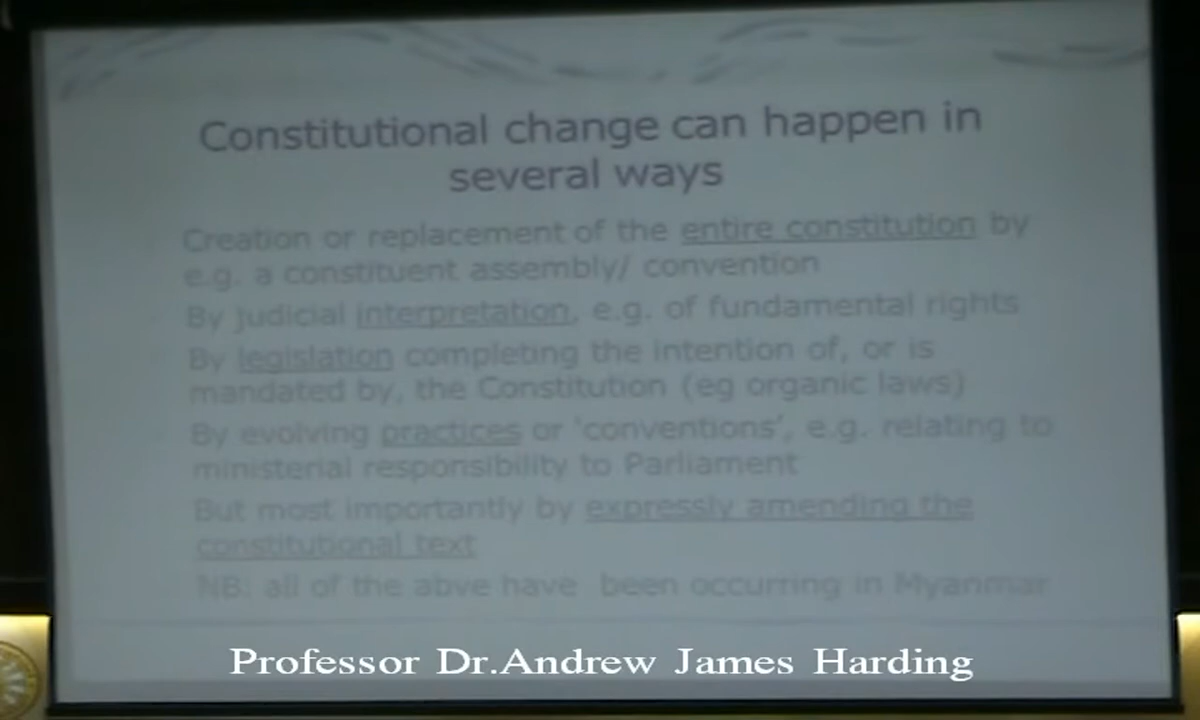 Constitutional change can happen in
several ways
Creation or replacement of the entire constitution by
e.g. a constituent assembly/ convention
By judicial interpretation, e.g. of fundamental rights
By legislation completing the intention of, or is
mandated by, the Constitution (eg organic laws)
By evolving practices or 'conventions', e.g. relating to
ministerial responsibility to Parliament
But most importantly by expressly amending the
constitutional text
NB: all of the abve have been occurring in Myanmar
Professor Dr.Andrew James Harding